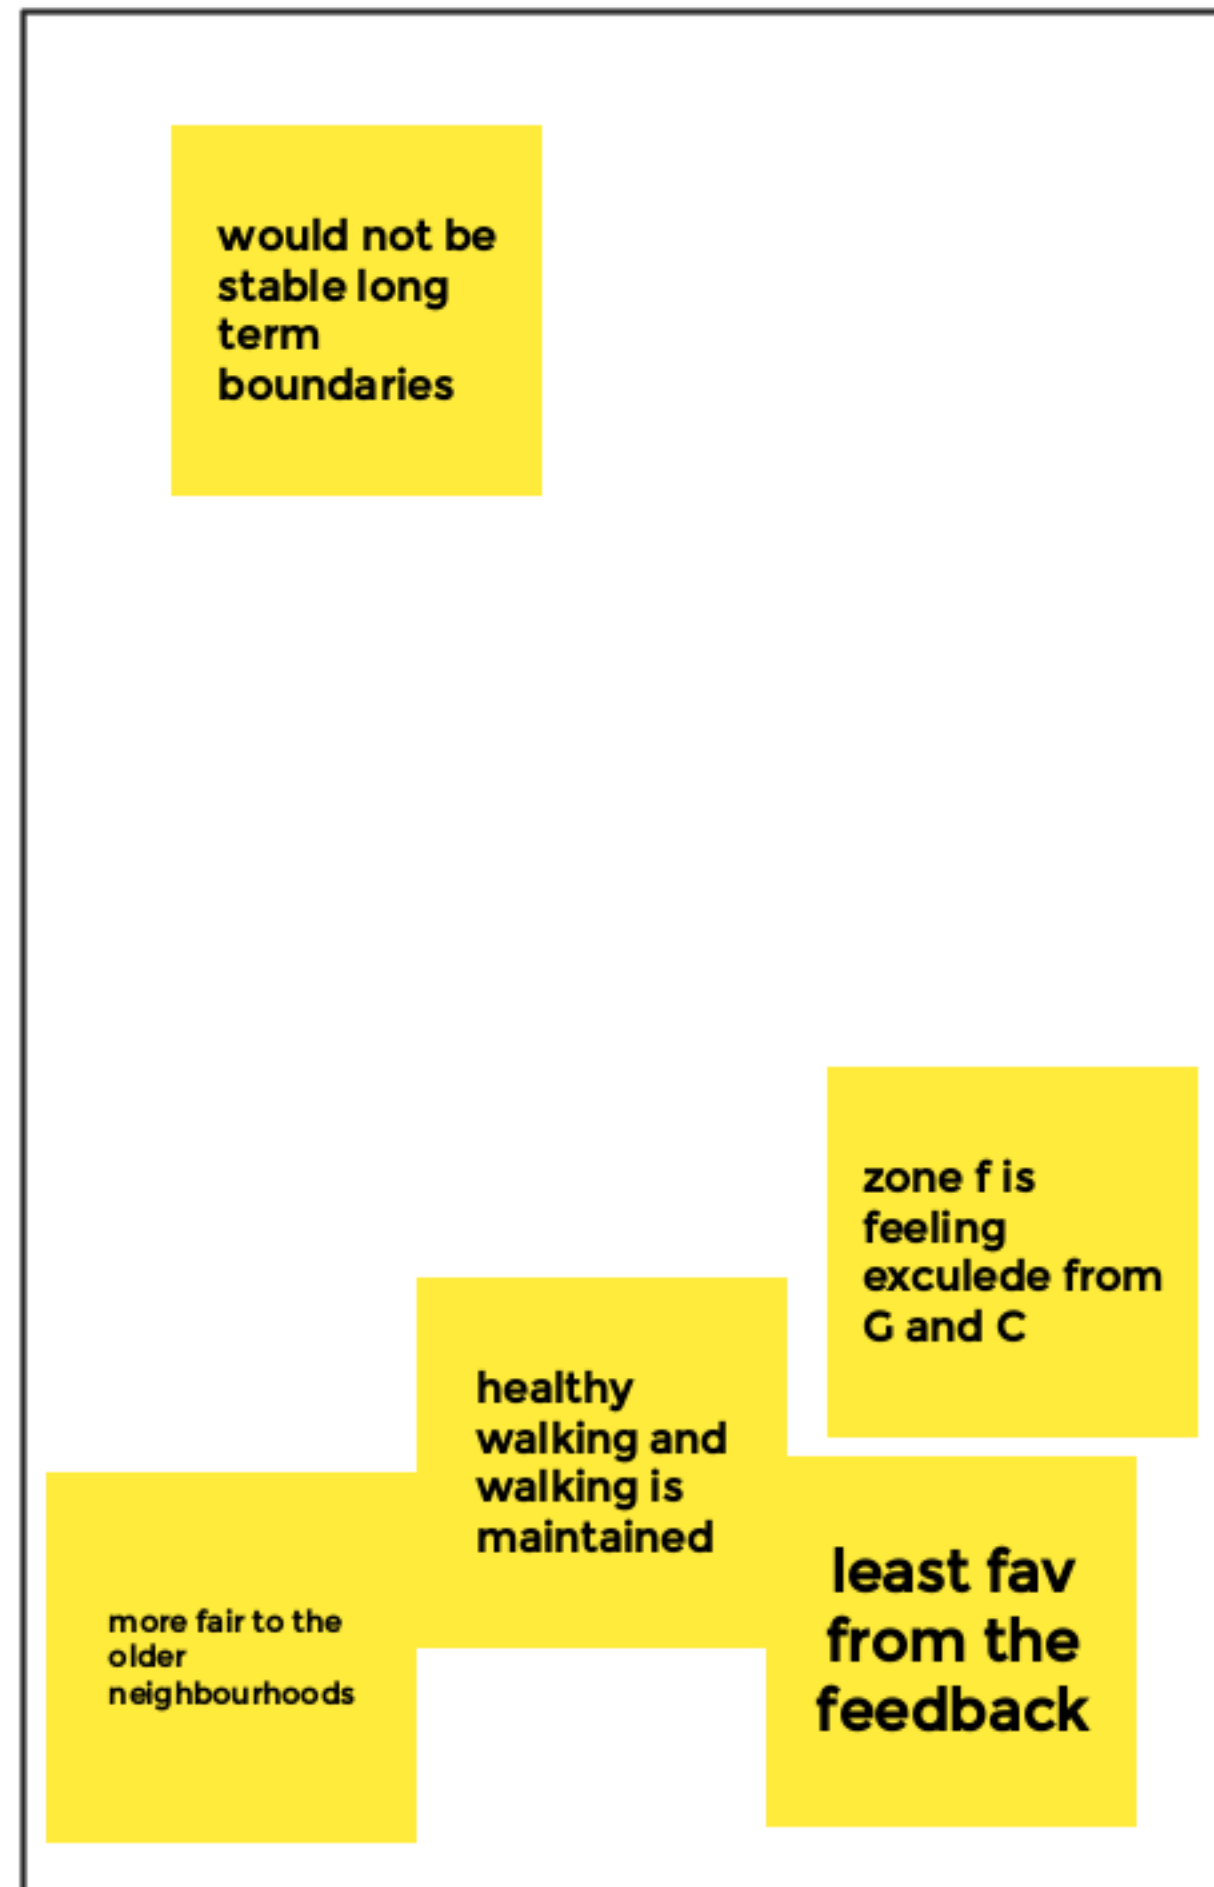 would not be
stable long
term
boundaries
zone f is
feeling
exculede from
G and C
healthy
walking and
walking is
maintained
more fair to the
older
neighbourhoods
least fav
from the
feedback